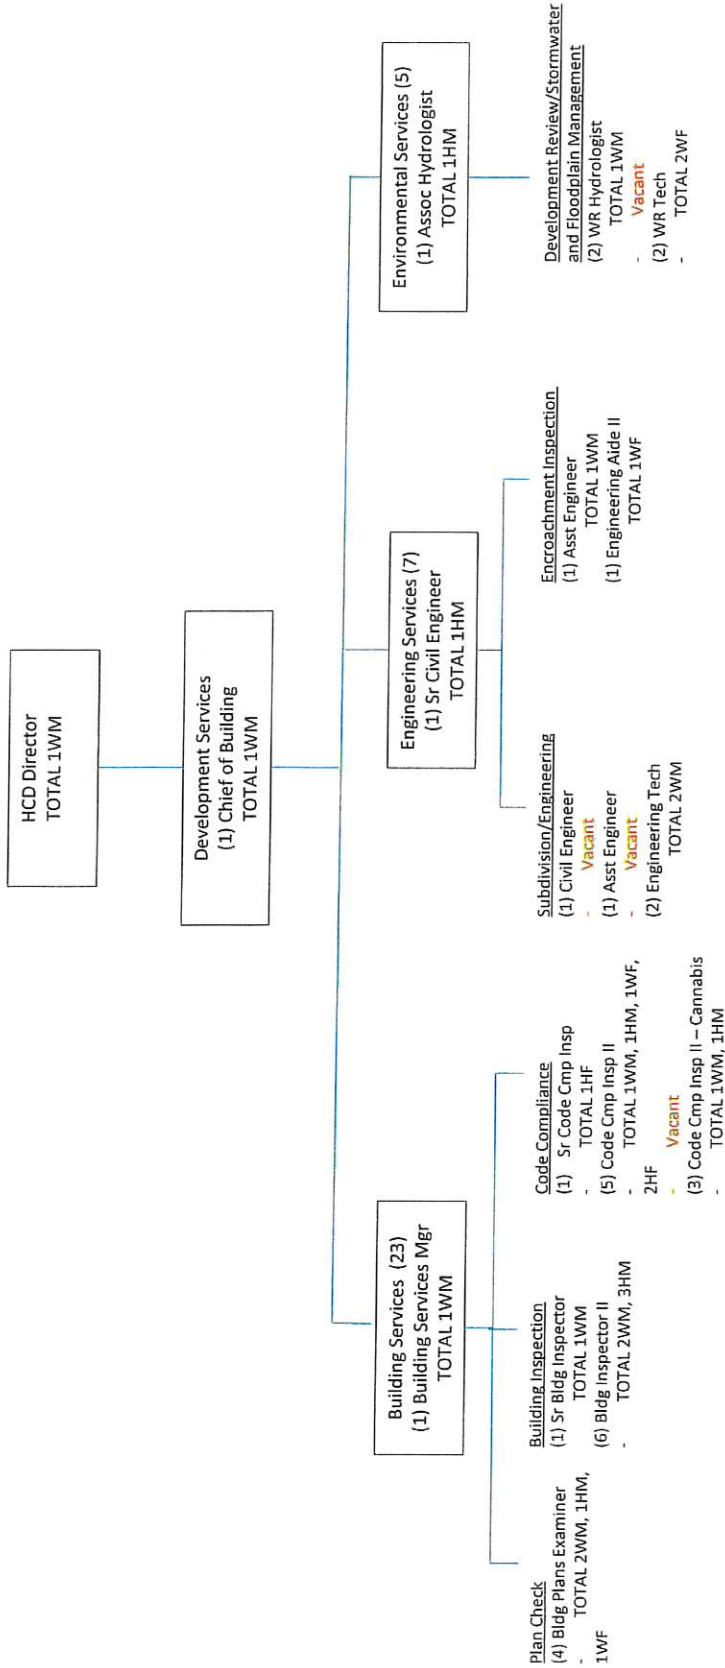 HCD Director
TOTAL 1WM
Development Services
(1) Chief of Building
TOTAL 1WM
Building Services (23)
(1) Building Services Mgr
TOTAL 1WM
Engineering Services (7)
(1) Sr Civil Engineer
TOTAL 1HM
Environmental Services (5)
(1) Assoc Hydrologist
TOTAL 1HM
Plan Check
(4) Bldg Plans Examiner
- TOTAL 2WM, 1HM,
1WF
Building Inspection
(1) Sr Bldg Inspector
TOTAL 1WM
(6) Bldg Inspector II
- TOTAL 2WM, 3HM
Code Compliance
(1) Sr Code Cmp Insp
- TOTAL 1HF
(5) Code Cmp Insp II
- TOTAL 1WM, 1HM, 1WF,
2HF
- Vacant
(3) Code Cmp Insp II – Cannabis
- TOTAL 1WM, 1HM
Subdivision/Engineering
(1) Civil Engineer
- Vacant
(1) Asst Engineer
- Vacant
(2) Engineering Tech
TOTAL 2WM
Encroachment Inspection
(1) Asst Engineer
TOTAL 1WM
(1) Engineering Aide II
TOTAL 1WF
Development Review/Stormwater
and Floodplain Management
(2) WR Hydrologist
TOTAL 1WM
- Vacant
(2) WR Tech
- TOTAL 2WF